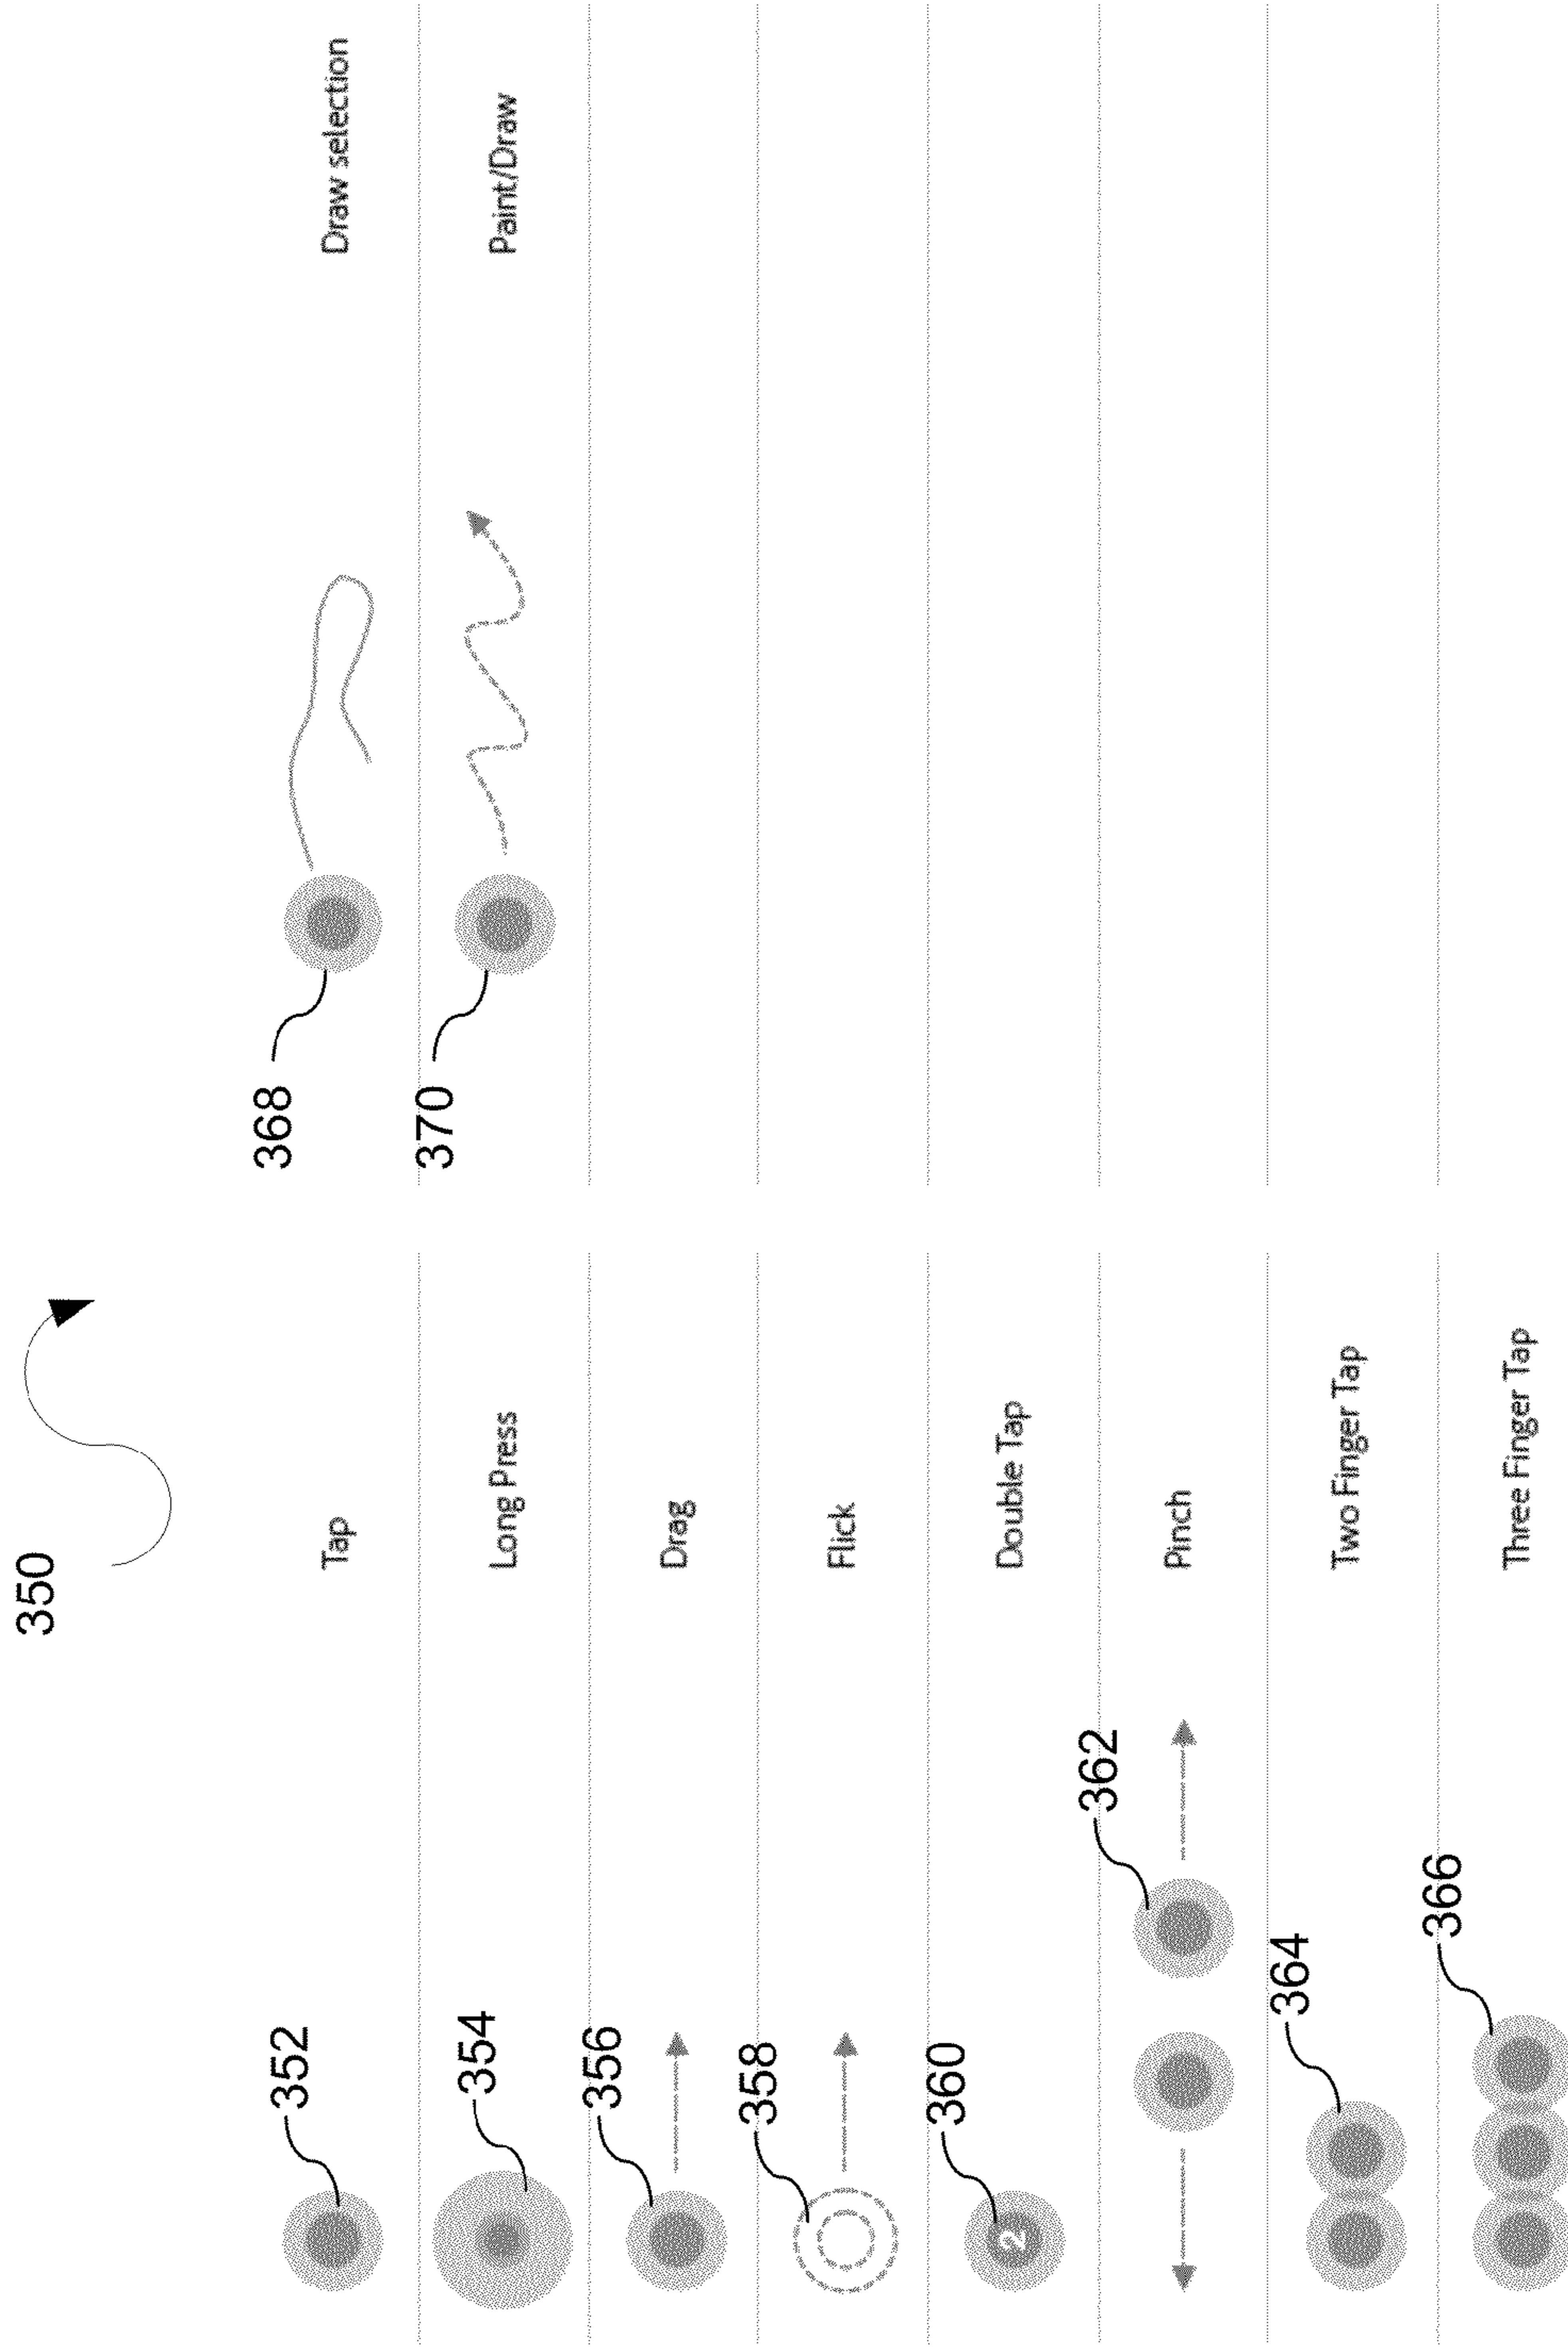 350
352
Tap
354
Long Press
356
Drag
358
Flick
360
2
Double Tap
362
Pinch
364
Two Finger Tap
366
Three Finger Tap
368
Draw selection
370
Paint/Draw